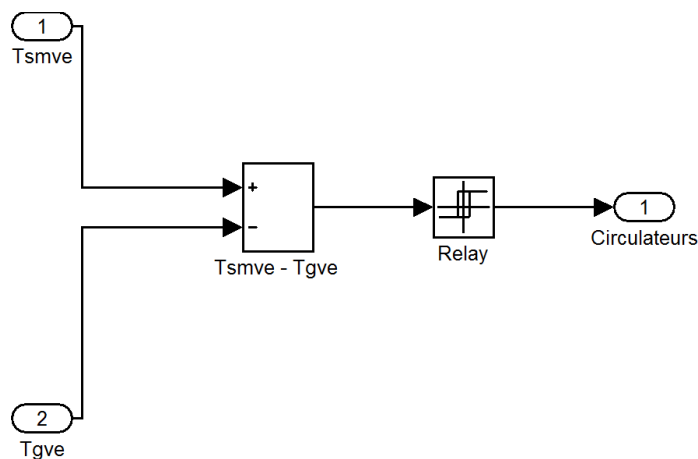 1
Tsmve
+
−
Tsmve - Tgve
Relay
1
Circulateurs
2
Tgve